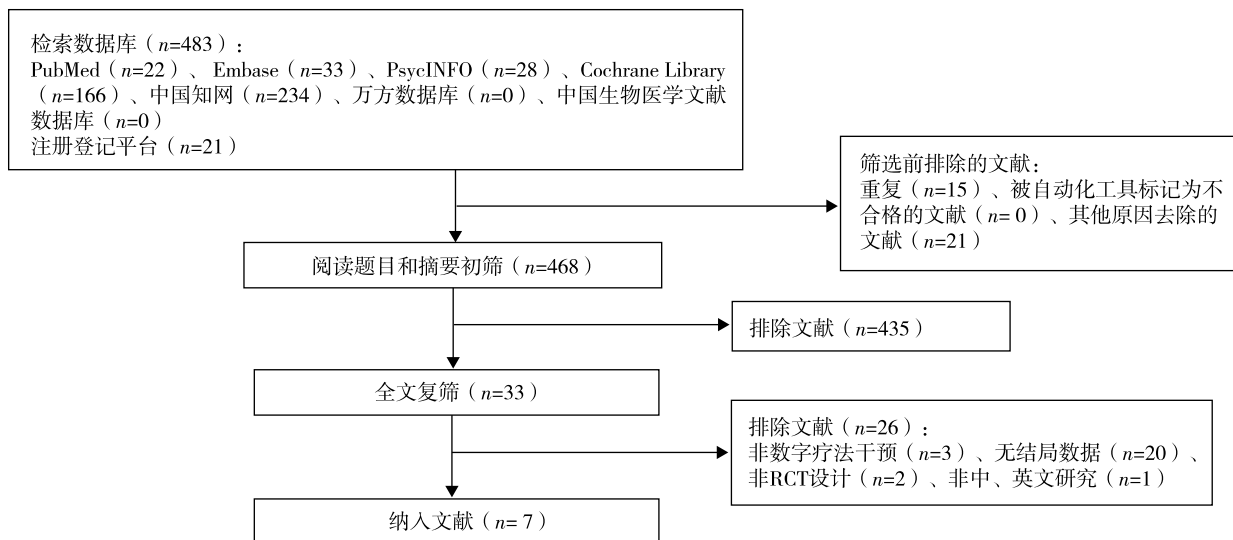 检索数据库（n=483）：
PubMed（n=22）、Embase（n=33）、PsycINFO（n=28）、Cochrane Library
（n=166）、中国知网（n=234）、万方数据库（n=0）、中国生物医学文献
数据库（n=0）
注册登记平台（n=21）
筛选前排除的文献：
重复（n=15）、被自动化工具标记为不
合格的文献（n= 0）、其他原因去除的
文献（n=21）
阅读题目和摘要初筛（n=468）
排除文献（n=435）
全文复筛（n=33）
排除文献（n=26）：
非数字疗法干预（n=3）、无结局数据（n=20）、
非RCT设计（n=2）、非中、英文研究（n=1）
纳入文献（n= 7）